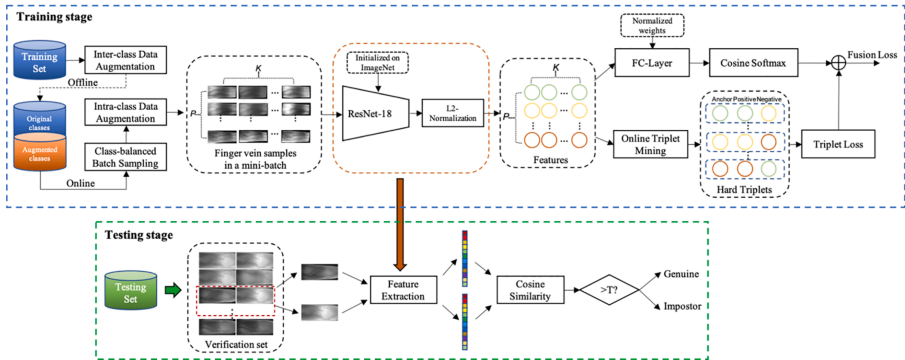 Training stage
Training
Set
Inter-class Data
Augmentation
Offline
Original
classes
Augmented classes
Intra-class Data
Augmentation
Class-balanced
Batch Sampling
Online
K
P
Finger vein samples
in a mini-batch
Initialized on
ImageNet
ResNet-18
L2-
Normalization
K
P
Features
Normalized
weights
FC-Layer
Cosine Softmax
Fusion Loss
Online Triplet
Mining
Anchor Positive Negative
Hard Triplets
Triplet Loss
Testing stage
Testing
Set
Verification set
Feature
Extraction
Cosine
Similarity
>T?
Genuine
Impostor